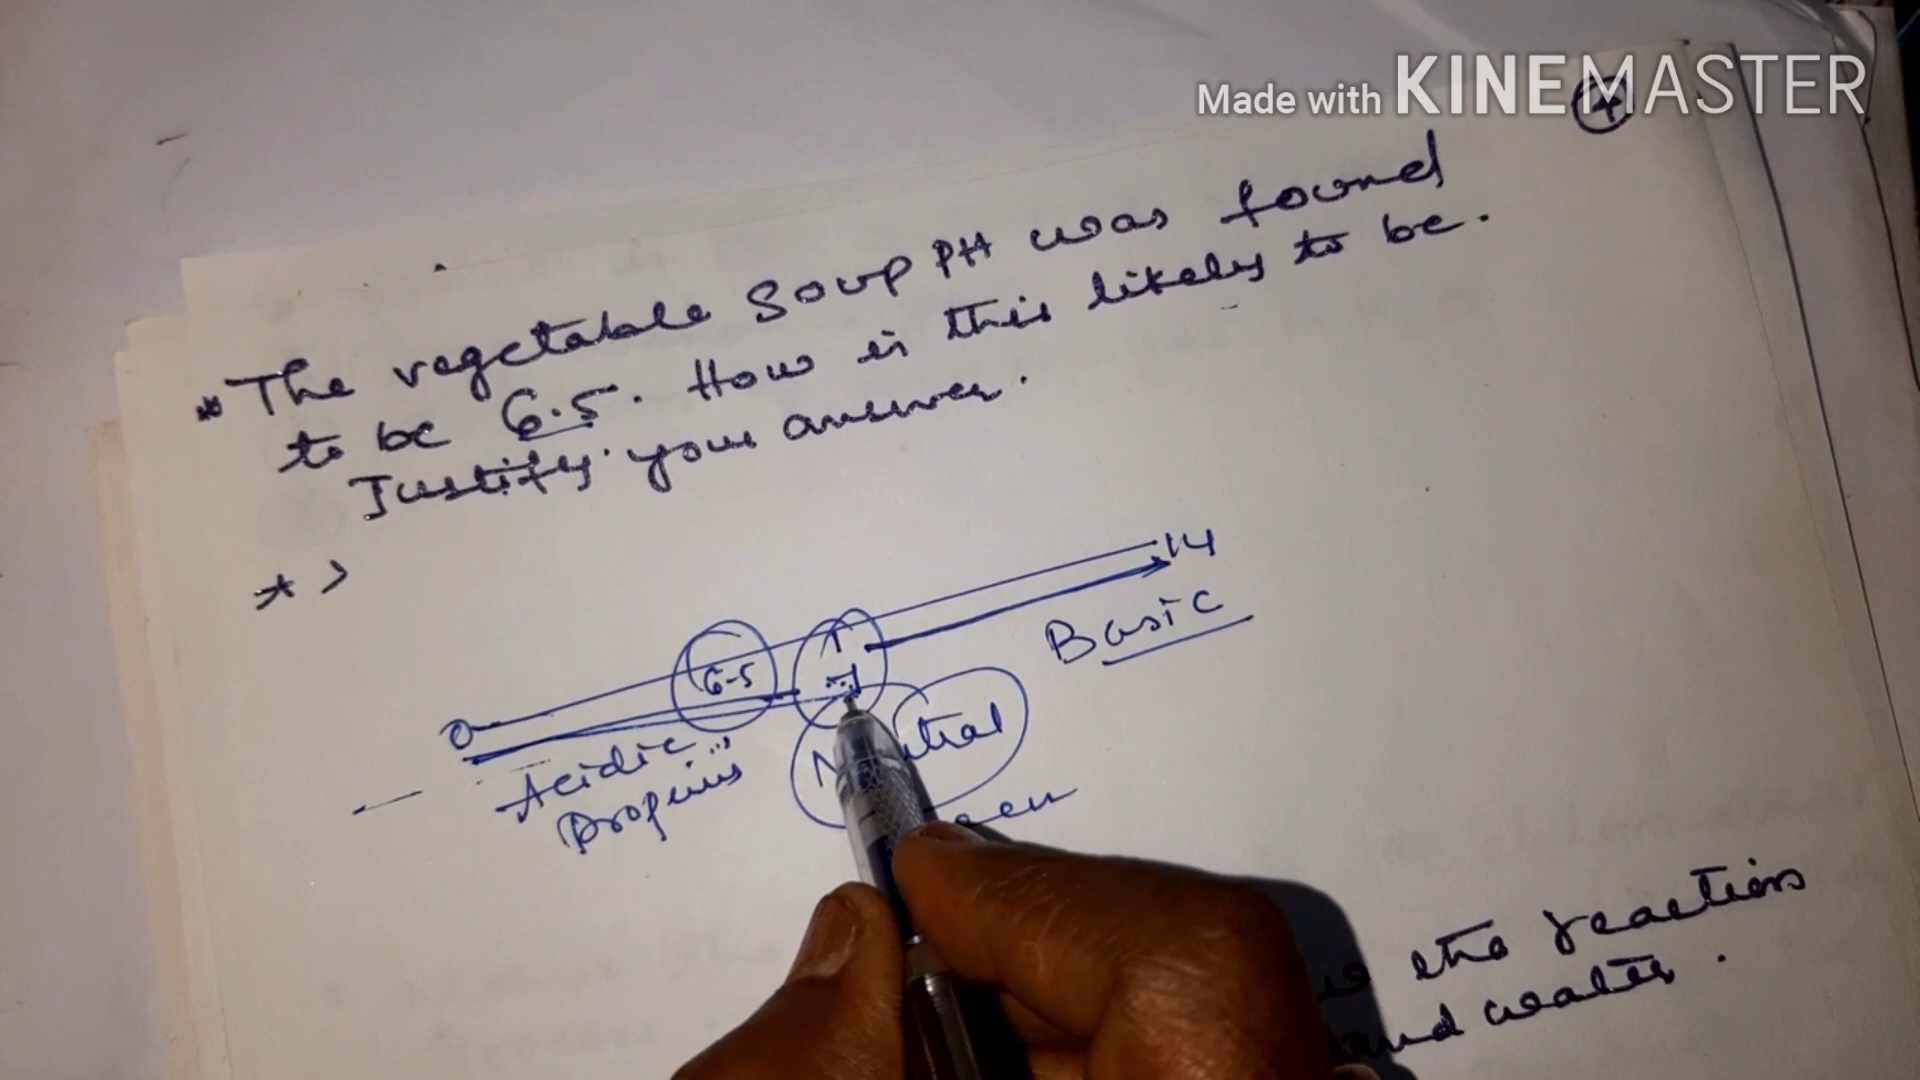 Made with KINEMASTER
4
* The vegetable Soup PH was found
to be 6.5. How is this likely to be.
Justify your answer.
* >
14
6.5
7
0
Basic
Acidic
Neutral
the reaction
and water.